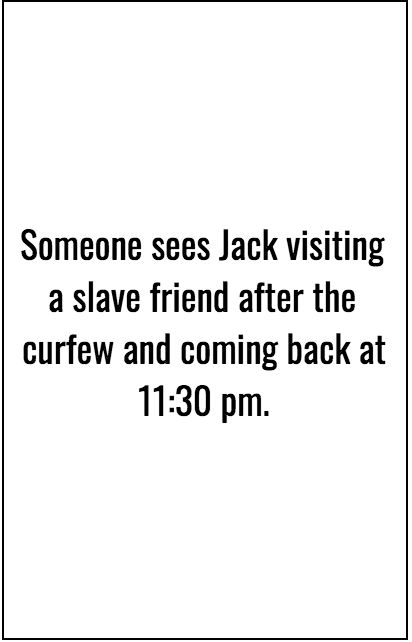 Someone sees Jack visiting
a slave friend after the
curfew and coming back at
11:30 pm.